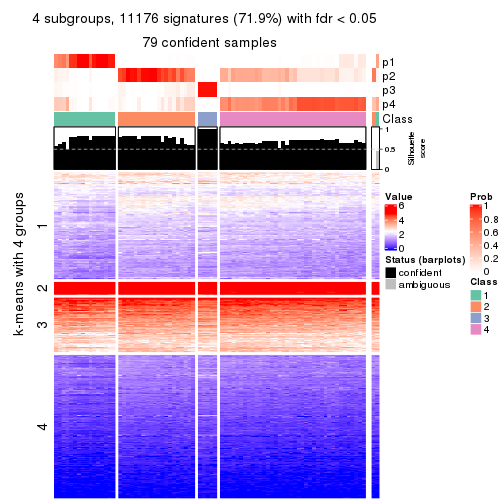 4 subgroups, 11176 signatures (71.9%) with fdr < 0.05
79 confident samples
p1
p2
p3
p4
Class
1
0.5
0
Silhouette
score
k-means with 4 groups
1
2
3
4
Value
6
4
2
0
Status (barplots)
confident
ambiguous
Prob
1
0.8
0.6
0.4
0.2
0
Class
1
2
3
4